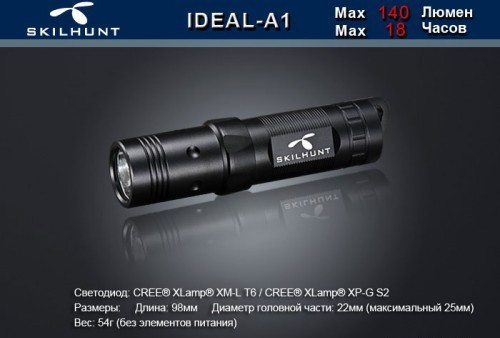 SKILHUNT
IDEAL-A1
Max 140 Люмен
Max 18 Часов
SKILHUNT
Светодиод: CREE® XLamp® XM-L T6 / CREE® XLamp® XP-G S2
Размеры: Длина: 98мм Диаметр головной части: 22мм (максимальный 25мм)
Вес: 54г (без элементов питания)